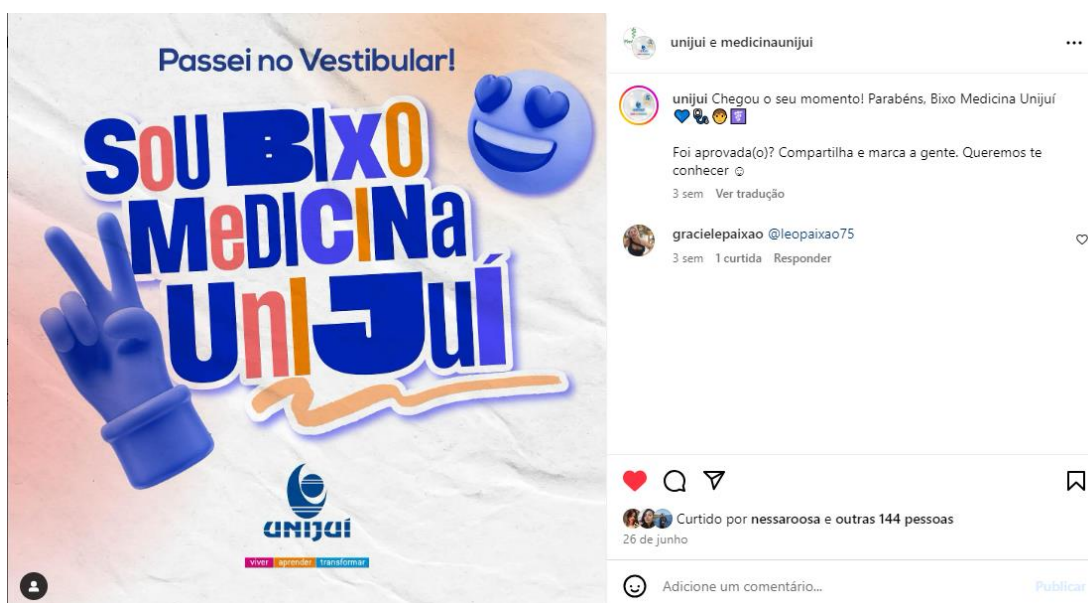 Passei no Vestibular!
SOU BIXO
MeDICINa
UnIJuí
UNIJUÍ
viver aprender transformar
unijui e medicinaunijui
unijui Chegou o seu momento! Parabéns, Bixo Medicina Unijuí
Foi aprovada(o)? Compartilha e marca a gente. Queremos te
conhecer
3 sem Ver tradução
gracielepaixao @leopaixao75
3 sem 1 curtida Responder
Curtido por nessaroosa e outras 144 pessoas
26 de junho
Adicione um comentário...
Publicar